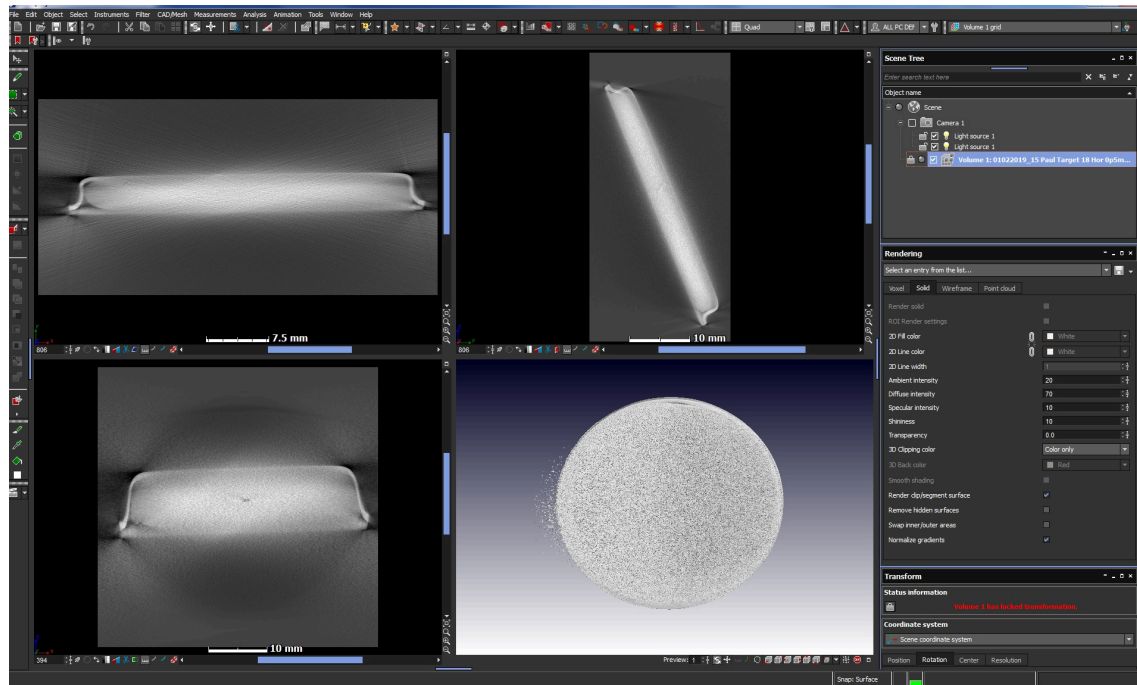 File Edit Object Select Instruments Filter CAD/Mesh Measurements Analysis Animation Tools Window Help
Quad
ALL PC DEF
Volume 1 grid
7.5 mm
806
10 mm
806
10 mm
394
Preview: 1
Scene Tree
Enter search text here
Object name
Scene
Camera 1
Light source 1
Light source 1
Volume 1: 01022019_15 Paul Target 18 Hor 0p5m...
Rendering
Select an entry from the list...
Voxel Solid Wireframe Point cloud
Render solid
ROI Render settings
2D Fill color White
2D Line color White
2D Line width 1
Ambient intensity 20
Diffuse intensity 70
Specular intensity 10
Shininess 10
Transparency 0.0
3D Clipping color Color only
3D Back color Red
Smooth shading
Render clip/segment surface
Remove hidden surfaces
Swap inner/outer areas
Normalize gradients
Transform
Status information
Volume 1 has locked transformation.
Coordinate system
Scene coordinate system
Position Rotation Center Resolution
Snap: Surface